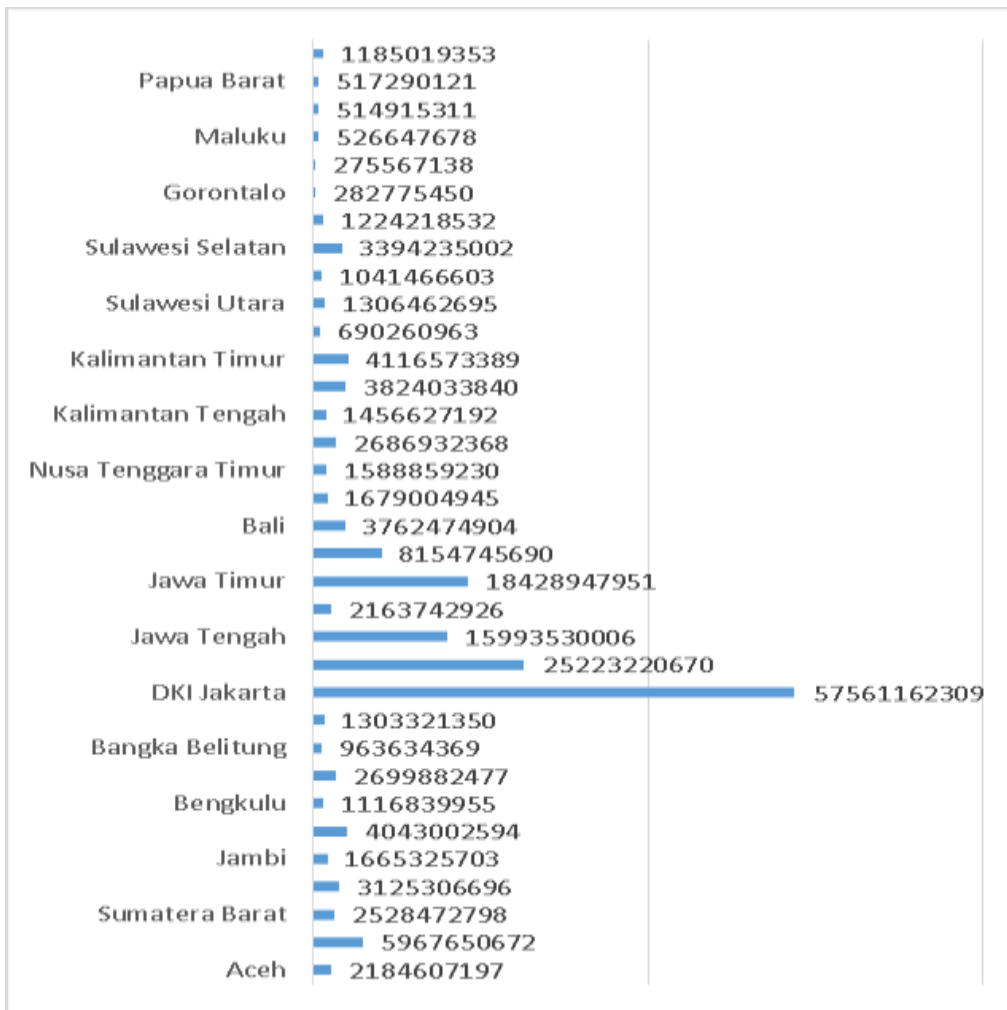 1185019353
Papua Barat 517290121
514915311
Maluku 526647678
275567138
Gorontalo 282775450
1224218532
Sulawesi Selatan 3394235002
1041466603
Sulawesi Utara 1306462695
690260963
Kalimantan Timur 4116573389
3824033840
Kalimantan Tengah 1456627192
2686932368
Nusa Tenggara Timur 1588859230
1679004945
Bali 3762474904
8154745690
Jawa Timur 18428947951
2163742926
Jawa Tengah 15993530006
25223220670
DKI Jakarta 57561162309
1303321350
Bangka Belitung 963634369
2699882477
Bengkulu 1116839955
4043002594
Jambi 1665325703
3125306696
Sumatera Barat 2528472798
5967650672
Aceh 2184607197